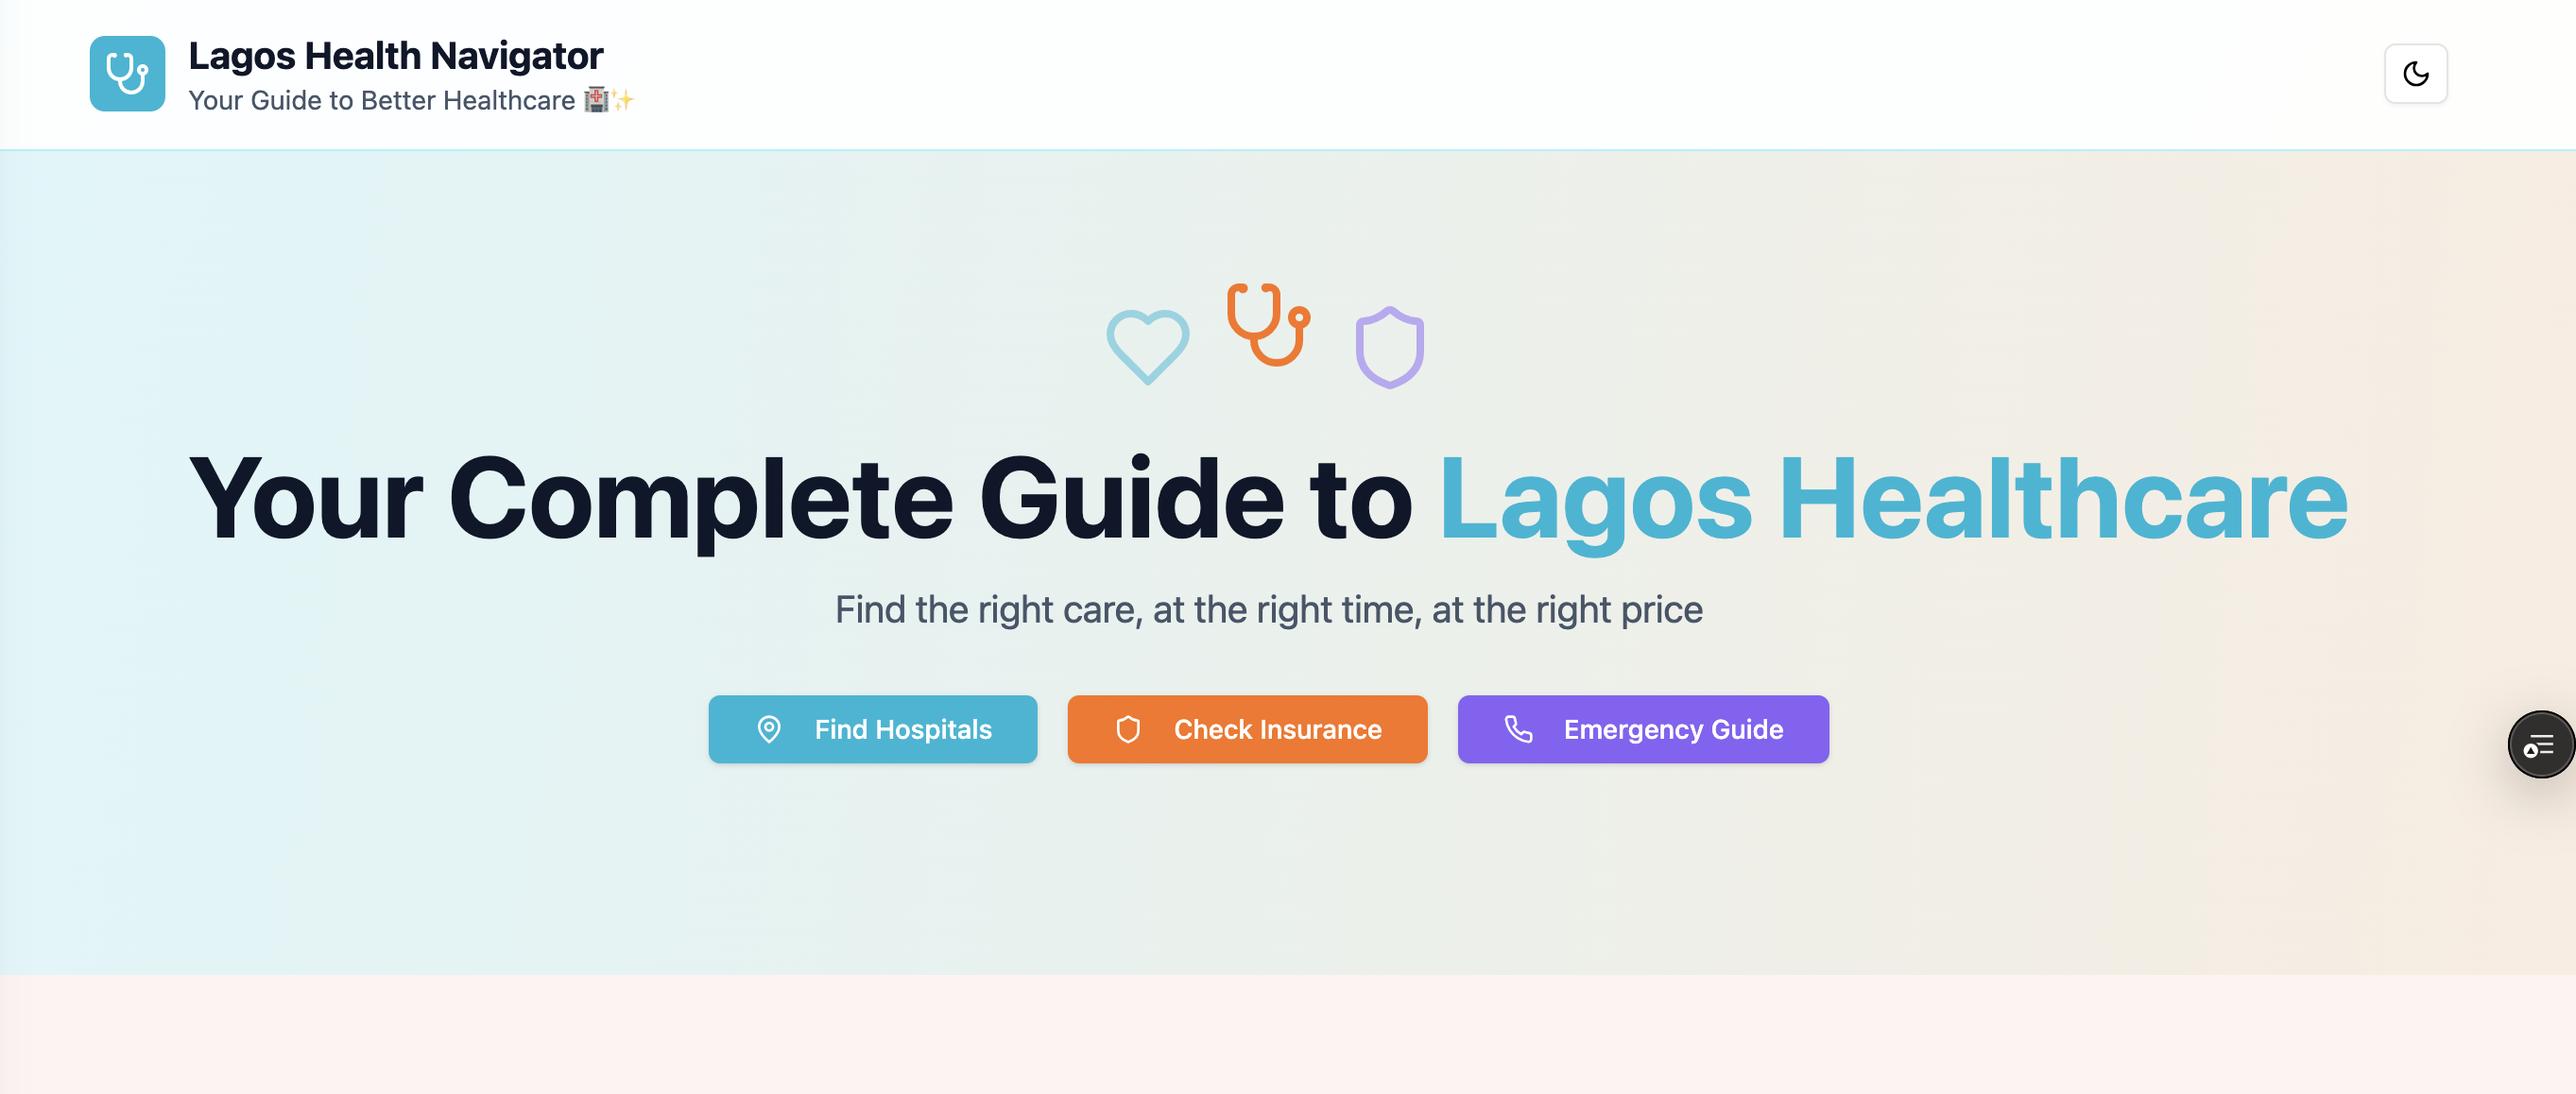 Lagos Health Navigator
Your Guide to Better Healthcare 🏥✨
Your Complete Guide to Lagos Healthcare
Find the right care, at the right time, at the right price
Find Hospitals
Check Insurance
Emergency Guide